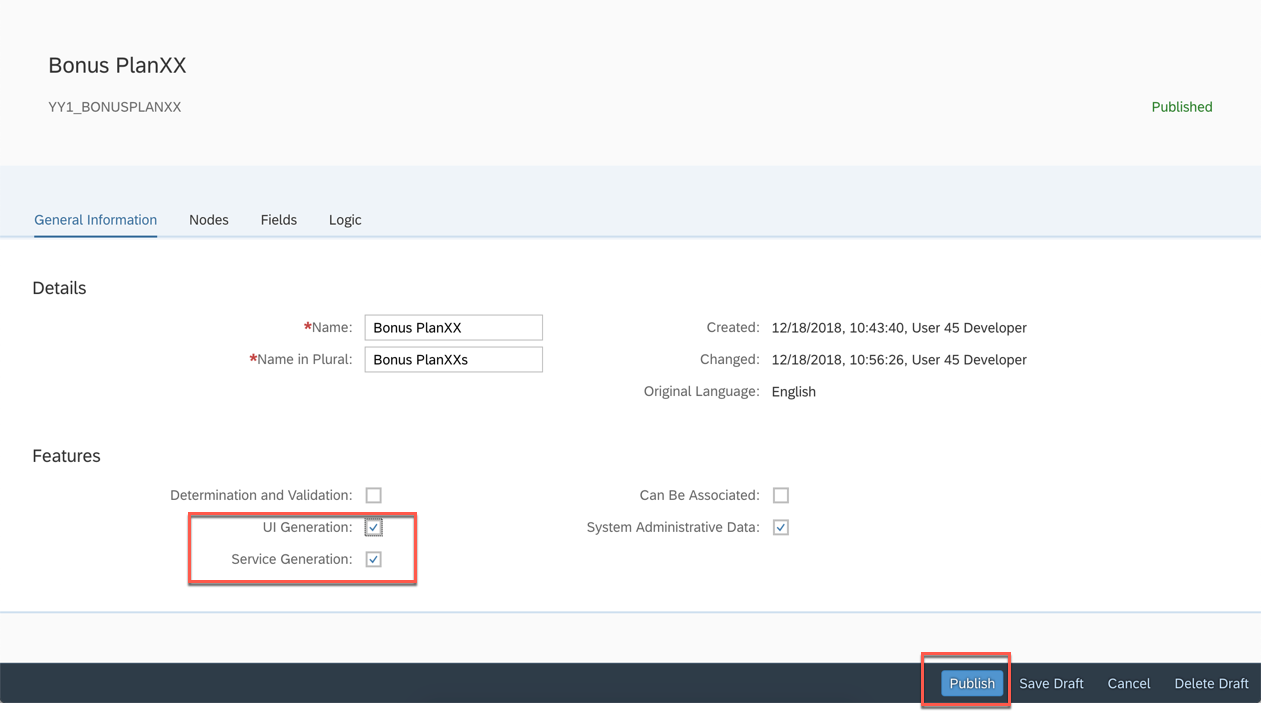 Bonus PlanXX
YY1_BONUSPLANXX
Published
General Information Nodes Fields Logic
Details
*Name: Bonus PlanXX Created: 12/18/2018, 10:43:40, User 45 Developer
*Name in Plural: Bonus PlanXXs Changed: 12/18/2018, 10:56:26, User 45 Developer
Original Language: English
Features
Determination and Validation: Can Be Associated:
UI Generation: System Administrative Data:
Service Generation:
Publish Save Draft Cancel Delete Draft